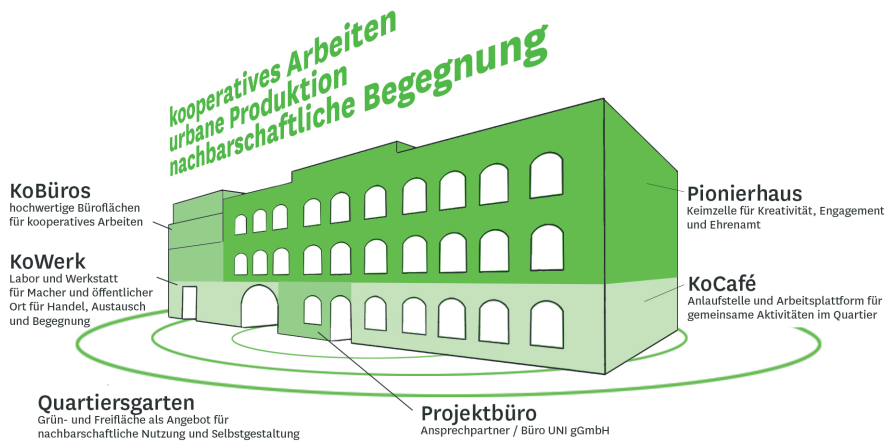 kooperatives Arbeiten
urbane Produktion
nachbarschaftliche Begegnung
KoBüros
hochwertige Büroflächen
für kooperatives Arbeiten
KoWerk
Labor und Werkstatt
für Macher und öffentlicher
Ort für Handel, Austausch
und Begegnung
Pionierhaus
Keimzelle für Kreativität, Engagement
und Ehrenamt
KoCafé
Anlaufstelle und Arbeitsplattform für
gemeinsame Aktivitäten im Quartier
Quartiersgarten
Grün- und Freifläche als Angebot für
nachbarschaftliche Nutzung und Selbstgestaltung
Projektbüro
Ansprechpartner / Büro UNI gGmbH